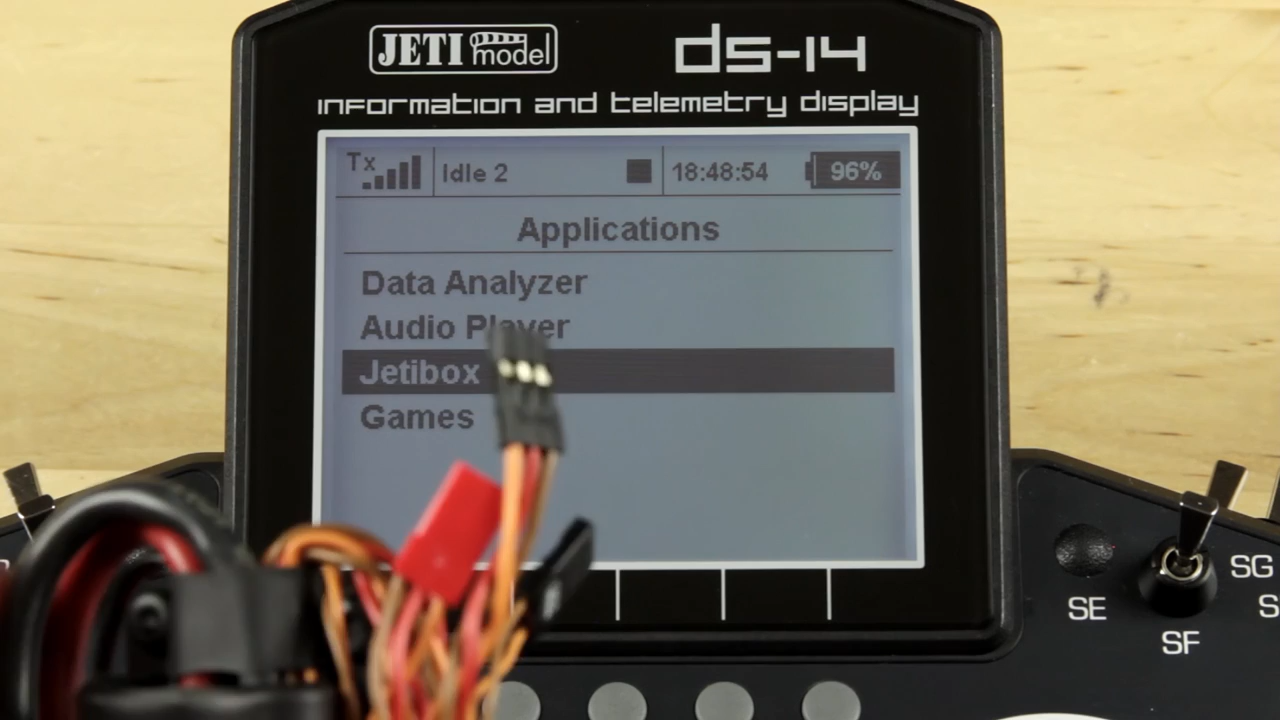 JETI model
ds-14
information and telemetry display
Tx Idle 2 18:48:54 96%
Applications
Data Analyzer
Audio Player
Jetibox
Games
SE
SF
SG